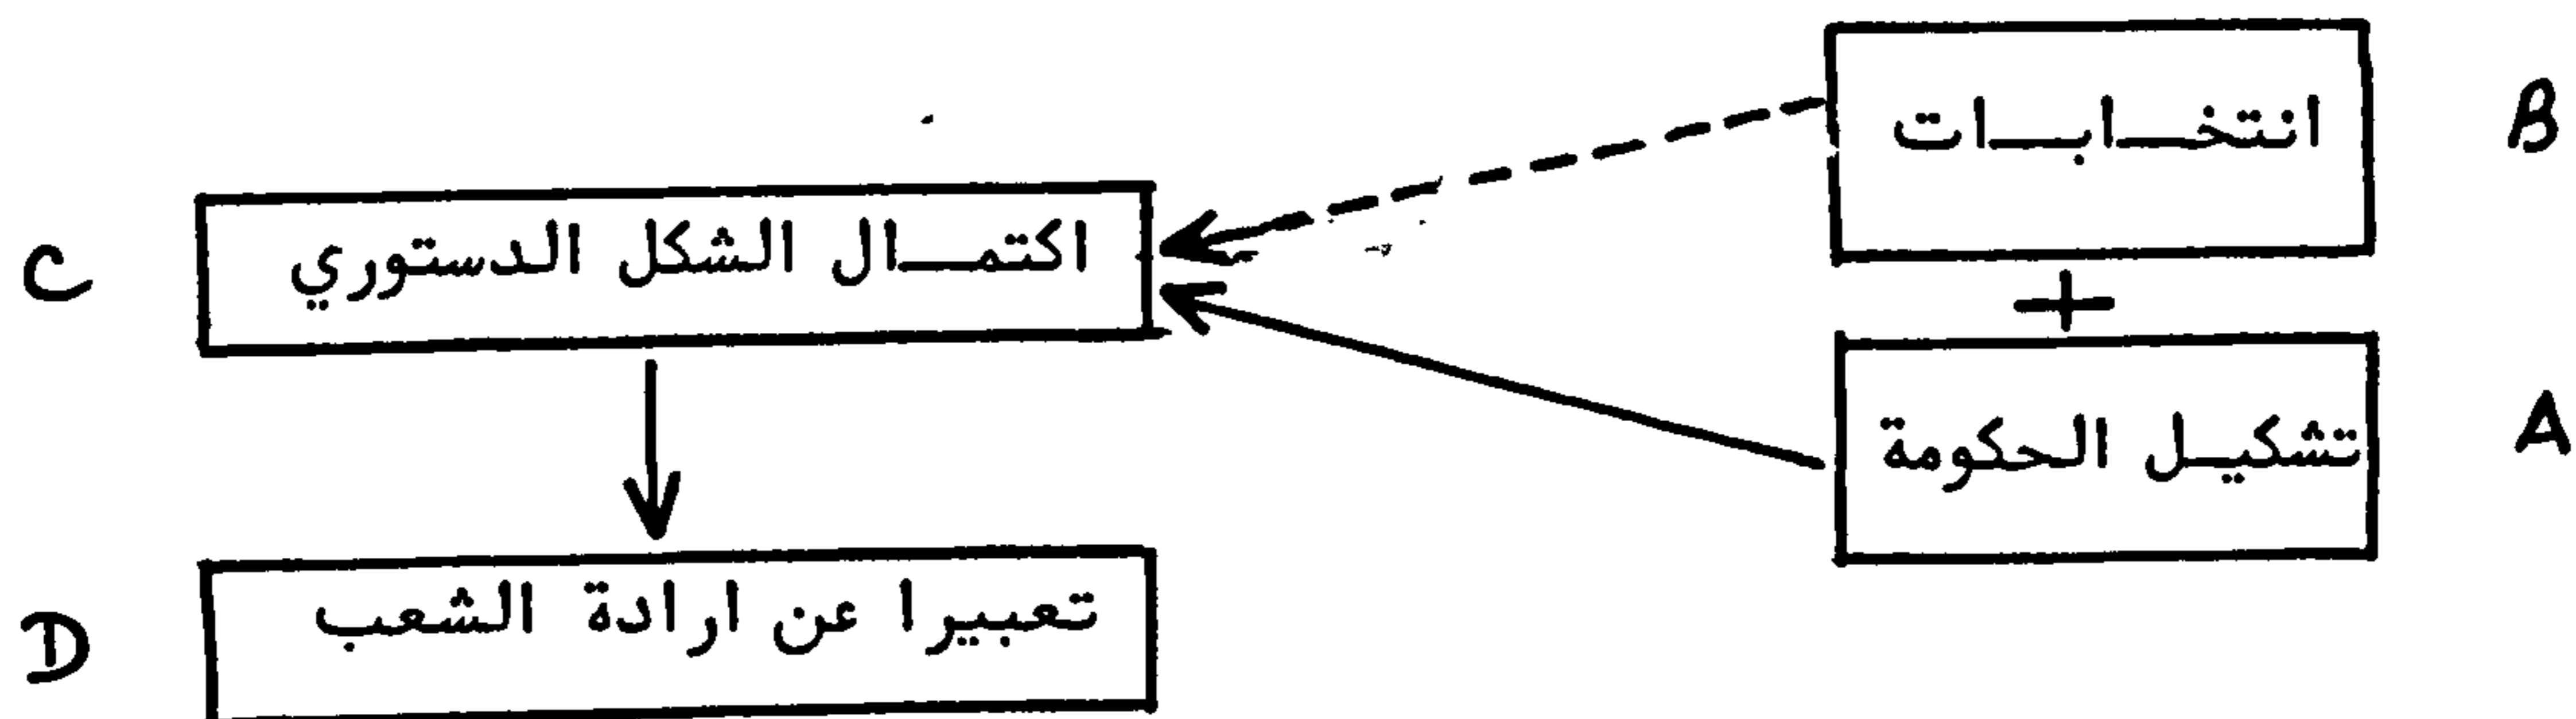 B
انتخابات
+
A
تشكيل الحكومة
C
اكتمال الشكل الدستوري
D
تعبيرا عن ارادة الشعب